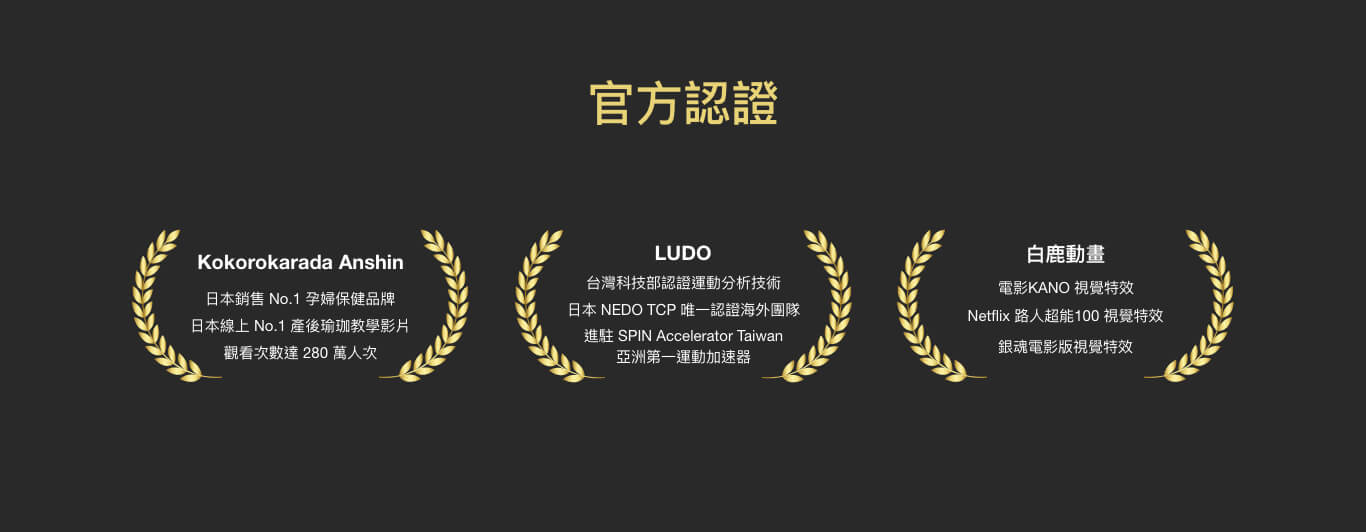 官方認證
Kokorokarada Anshin
日本銷售 No.1 孕婦保健品牌
日本線上 No.1 產後瑜珈教學影片
觀看次數達 280 萬人次
LUDO
台灣科技部認證運動分析技術
日本 NEDO TCP 唯一認證海外團隊
進駐 SPIN Accelerator Taiwan
亞洲第一運動加速器
白鹿動畫
電影KANO 視覺特效
Netflix 路人超能100 視覺特效
銀魂電影版視覺特效